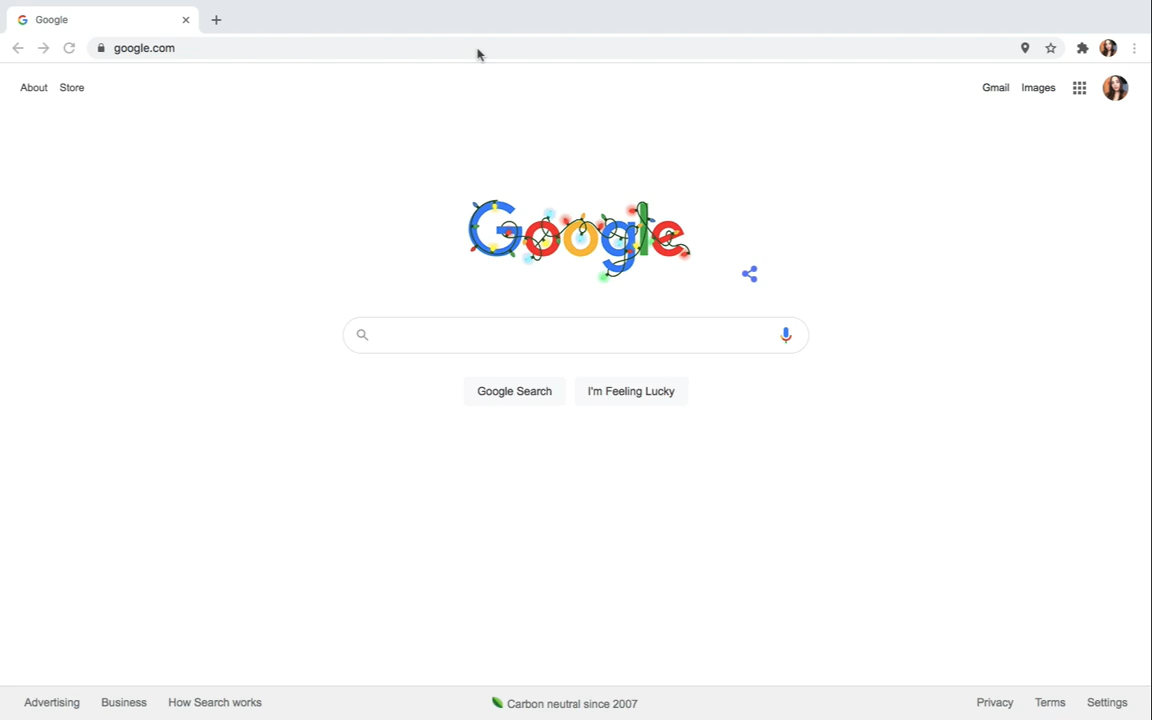 Google
google.com
About Store
Gmail Images
Google
Google Search I'm Feeling Lucky
Advertising Business How Search works
Carbon neutral since 2007
Privacy Terms Settings